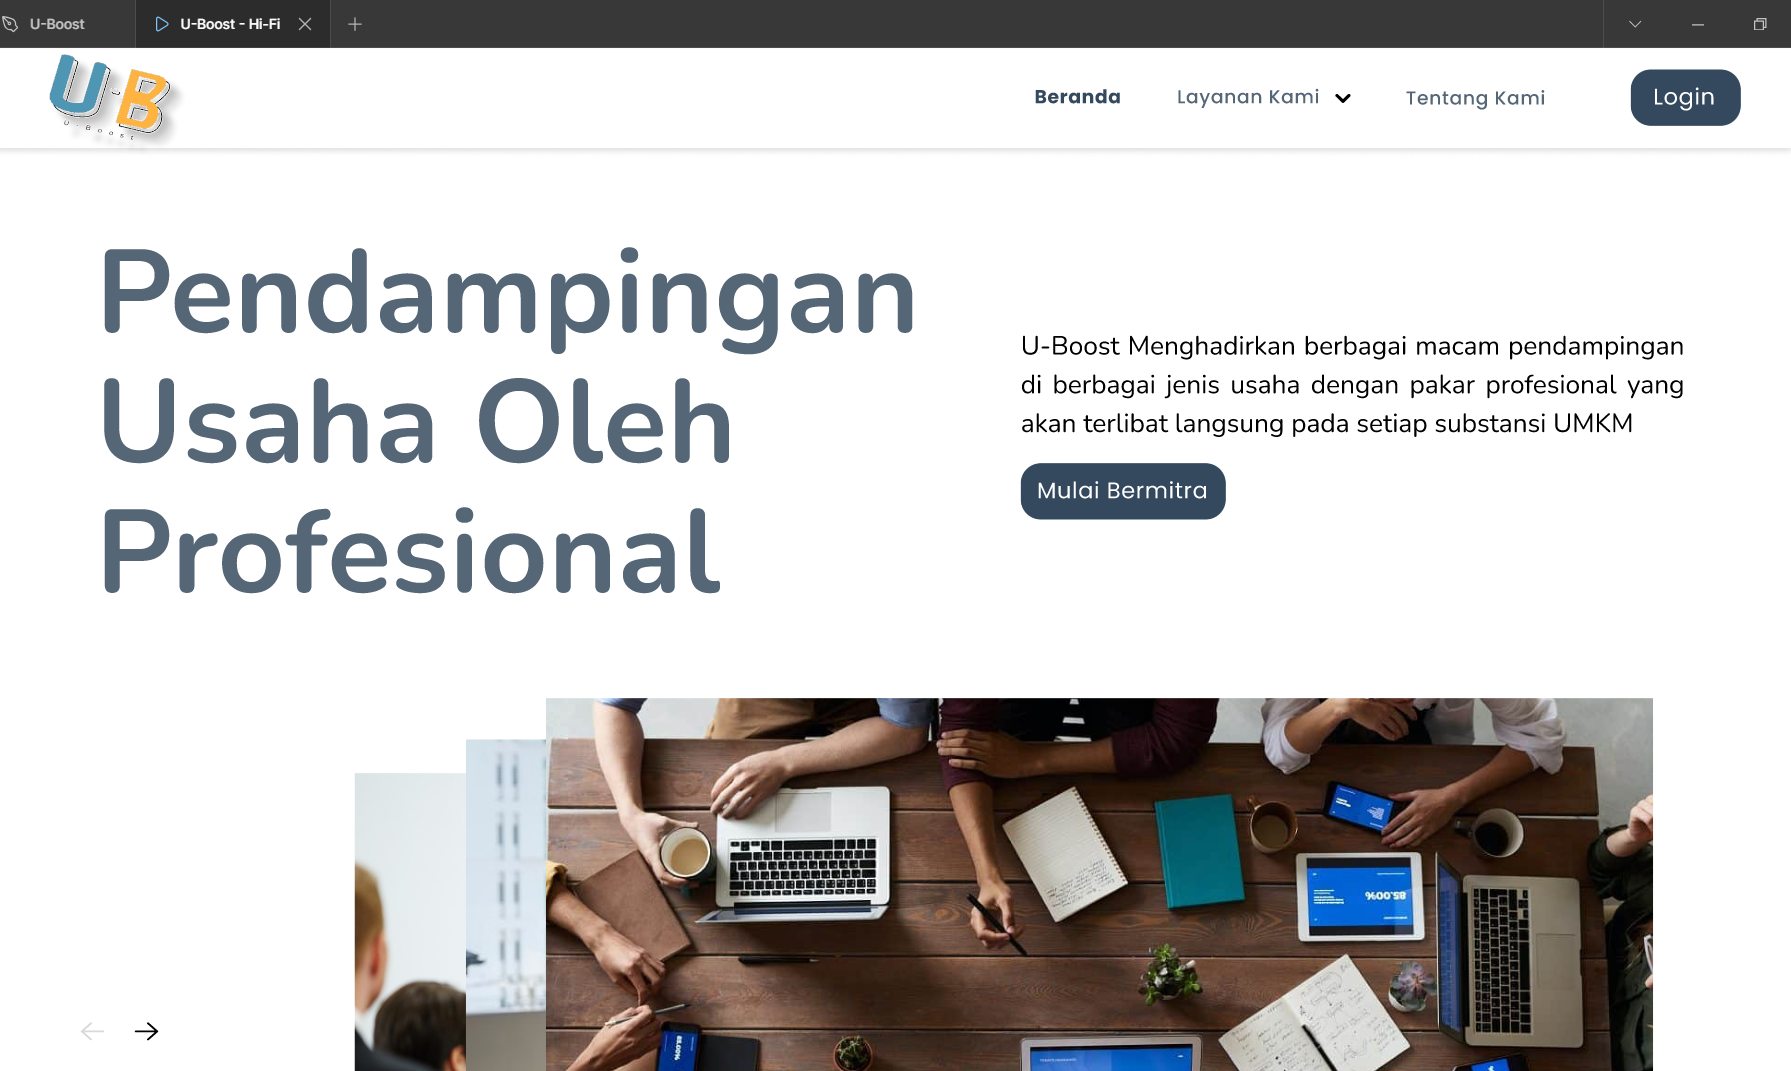 U-Boost
U-Boost - Hi-Fi
U-B
U-Boost
Beranda
Layanan Kami
Tentang Kami
Login
Pendampingan
Usaha Oleh
Profesional
U-Boost Menghadirkan berbagai macam pendampingan
di berbagai jenis usaha dengan pakar profesional yang
akan terlibat langsung pada setiap substansi UMKM
Mulai Bermitra
85.00%
85.00%